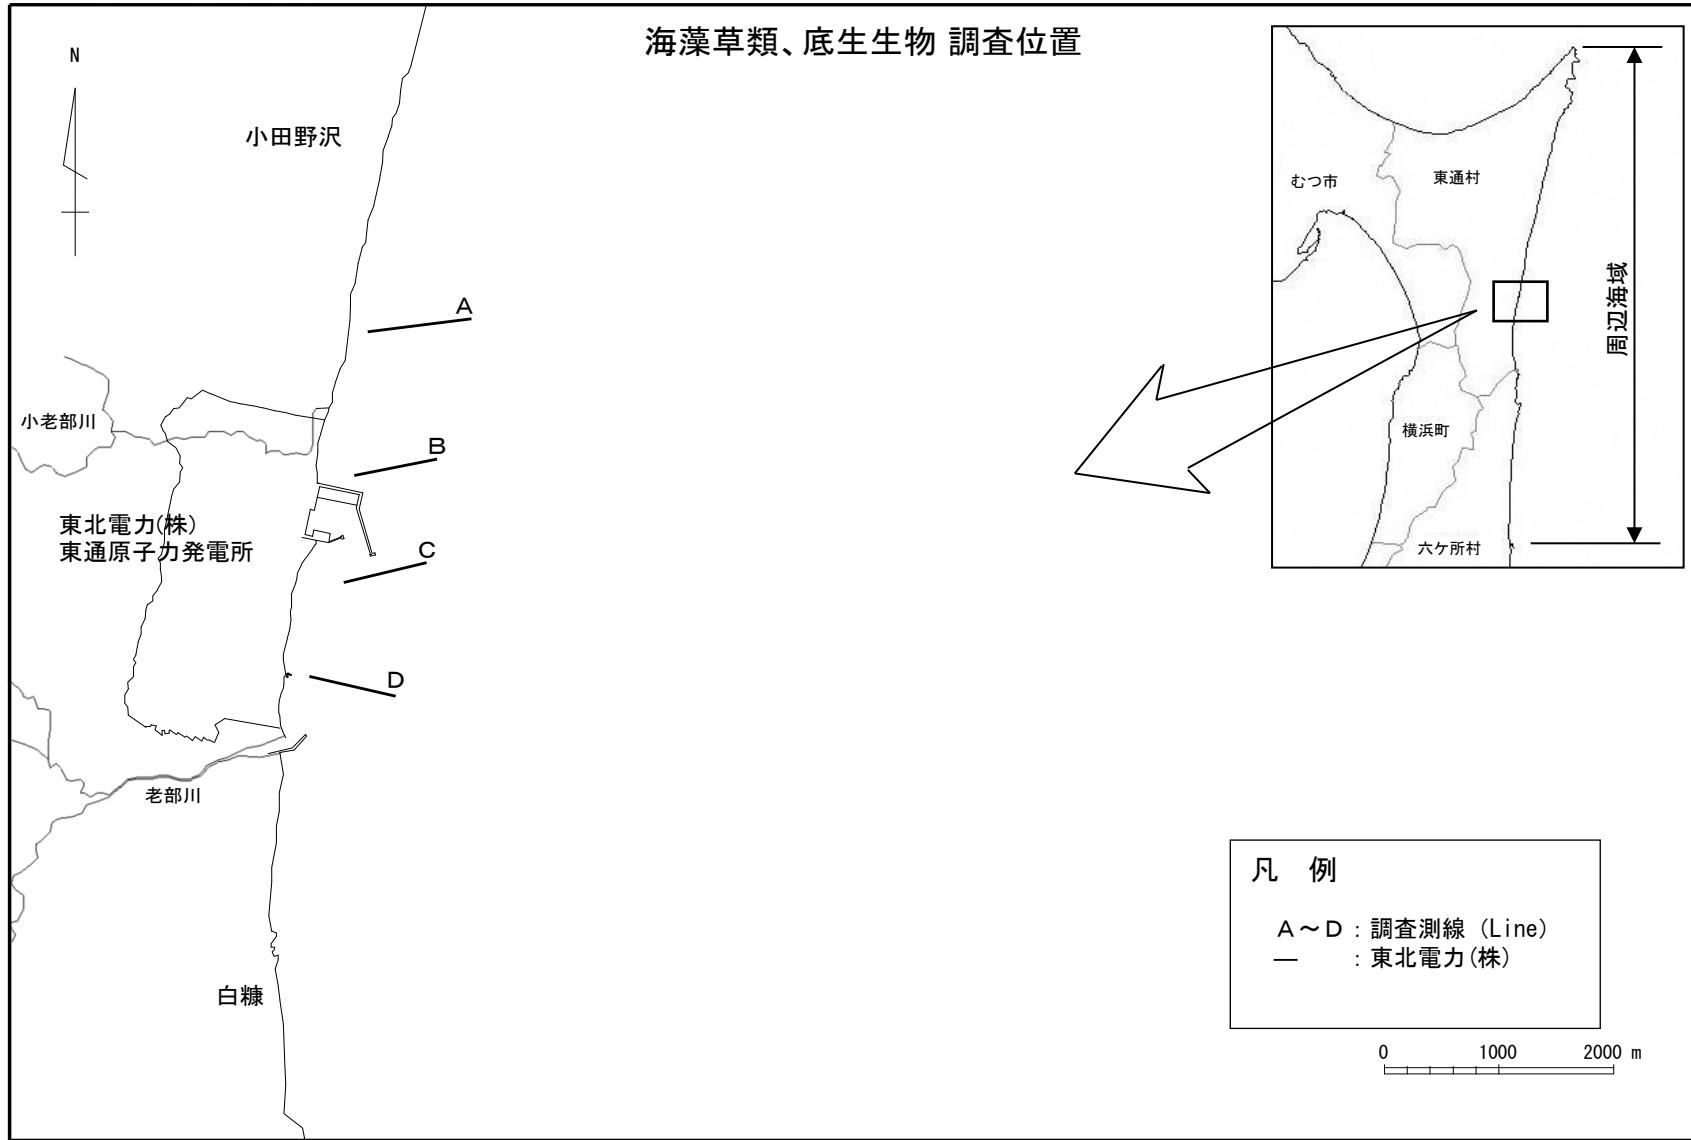 海藻草類、底生生物 調査位置
N
小田野沢
A
小老部川
B
東北電力(株)
東通原子力発電所
C
D
老部川
白糠
むつ市
東通村
周辺海域
横浜町
六ケ所村
凡 例
A～D : 調査測線 (Line)
― : 東北電力(株)
0 1000 2000 m